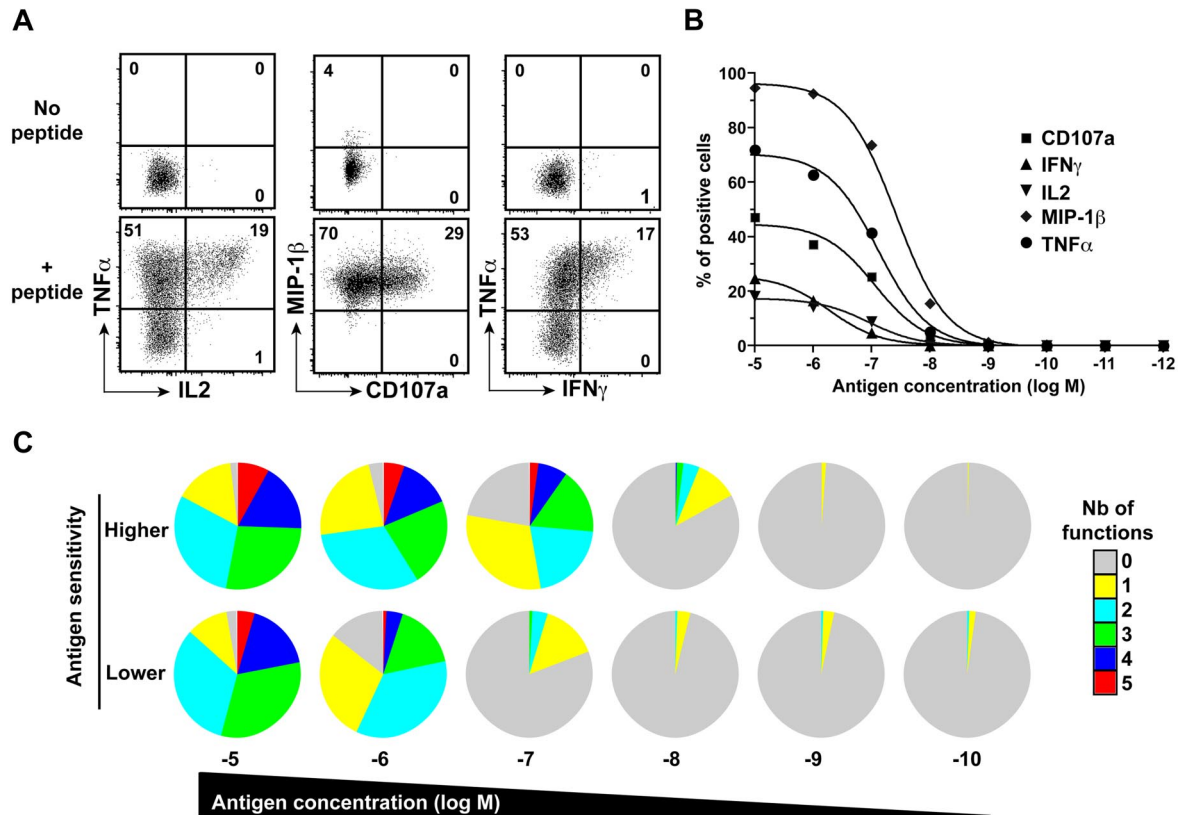 A
No
peptide
0
0
0
4
0
0
0
0
1
+
peptide
51
19
1
TNFα
IL2
70
29
0
MIP-1β
CD107a
53
17
0
TNFα
IFNγ
B
100
80
60
40
20
0
% of positive cells
CD107a
IFNγ
IL2
MIP-1β
TNFα
-5
-6
-7
-8
-9
-10
-11
-12
Antigen concentration (log M)
C
Antigen sensitivity
Higher
Lower
Nb of
functions
0
1
2
3
4
5
-5
-6
-7
-8
-9
-10
Antigen concentration (log M)